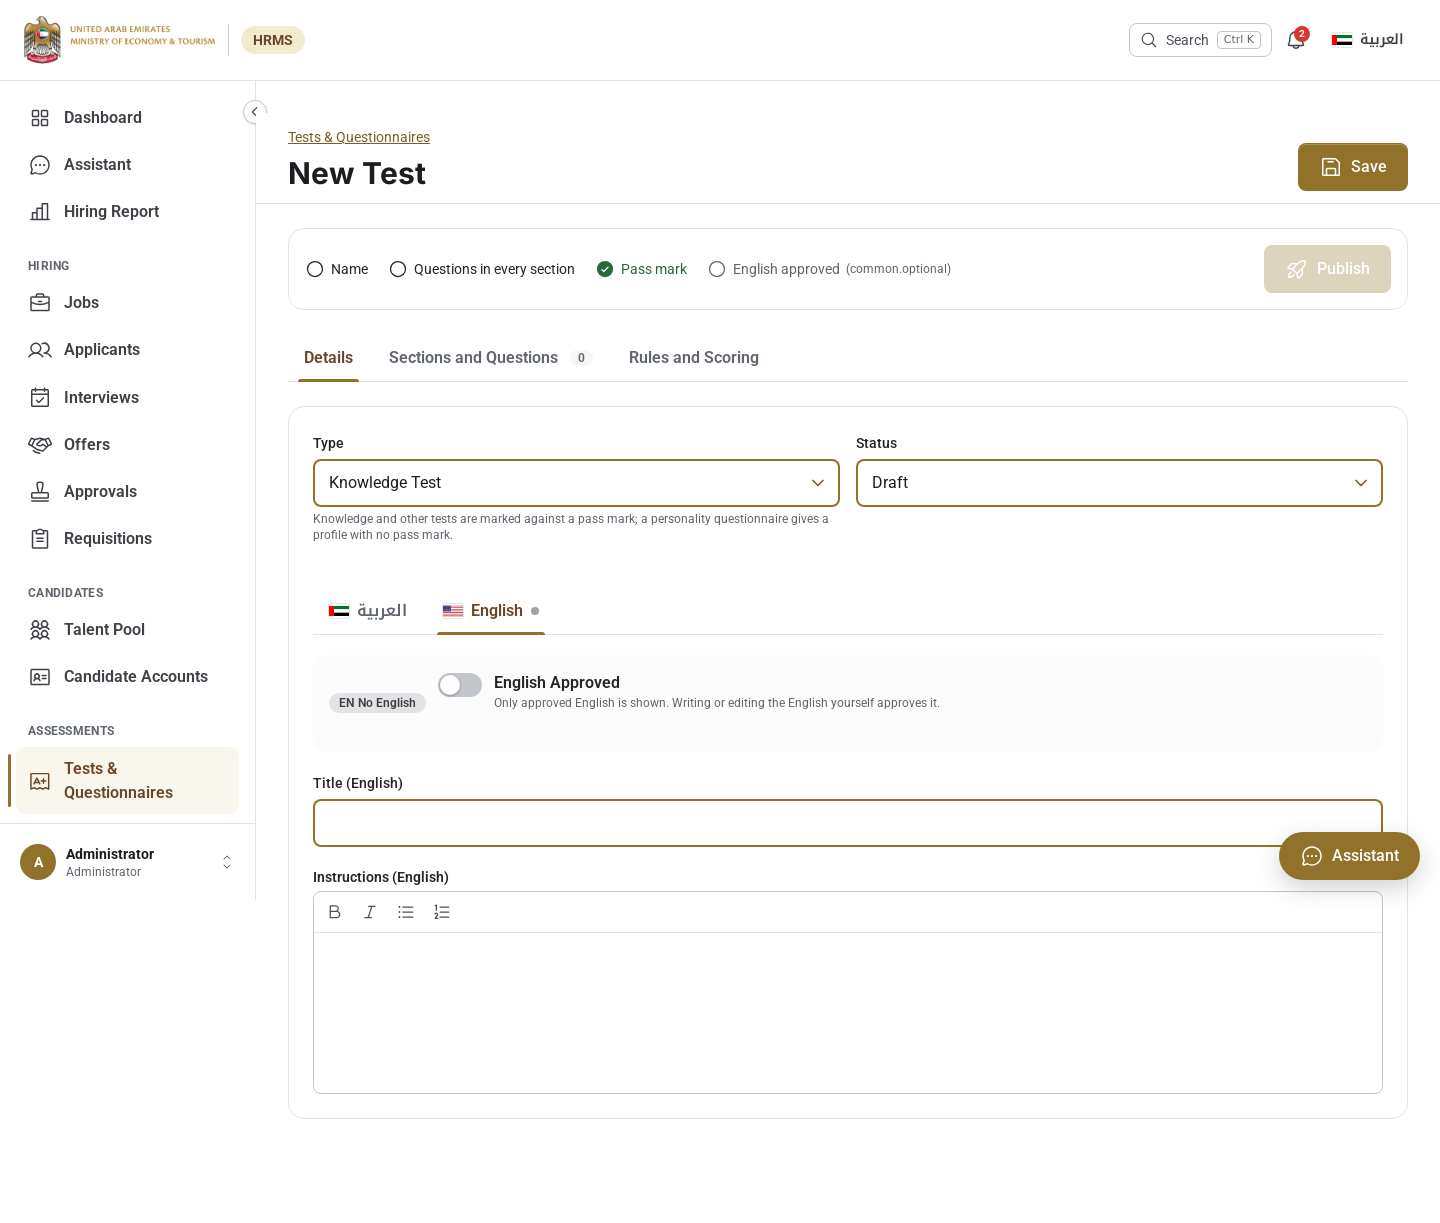 UNITED ARAB EMIRATES
MINISTRY OF ECONOMY & TOURISM
HRMS
Search
Ctrl K
2
العربية
Dashboard
Assistant
Hiring Report
HIRING
Jobs
Applicants
Interviews
Offers
Approvals
Requisitions
CANDIDATES
Talent Pool
Candidate Accounts
ASSESSMENTS
Tests &
Questionnaires
A
Administrator
Administrator
Tests & Questionnaires
New Test
Save
Name
Questions in every section
Pass mark
English approved (common.optional)
Publish
Details
Sections and Questions 0
Rules and Scoring
Type
Status
Knowledge Test
Draft
Knowledge and other tests are marked against a pass mark; a personality questionnaire gives a
profile with no pass mark.
العربية
English
EN No English
English Approved
Only approved English is shown. Writing or editing the English yourself approves it.
Title (English)
Assistant
Instructions (English)